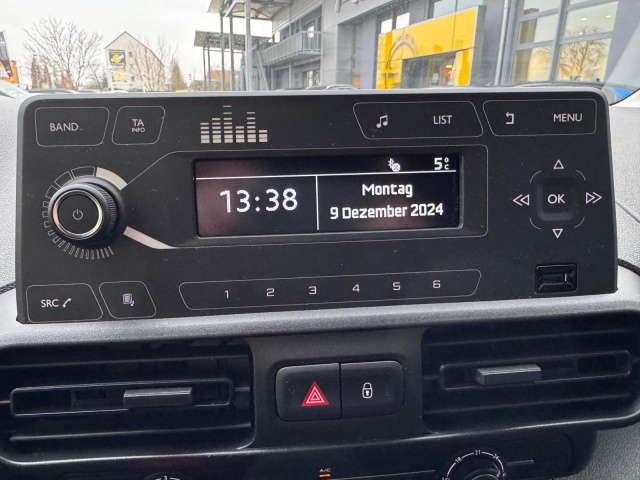 BAND...
TA
INFO
LIST
MENU
5°C
13:38
Montag
9 Dezember 2024
OK
SRC
1 2 3 4 5 6
A/C